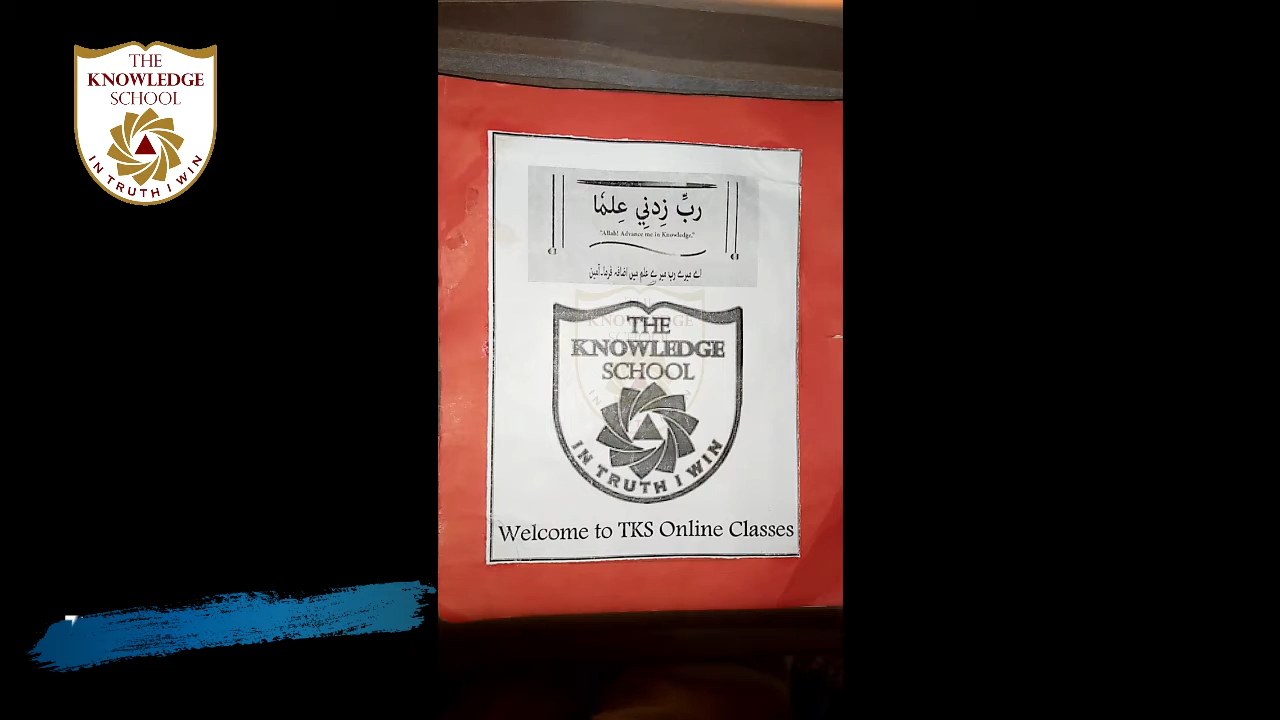 THE
KNOWLEDGE
SCHOOL
IN TRUTH I WIN
رَبِّ زِدنِي عِلمًا
"Allah! Advance me in Knowledge."
اے میرے رب میرے علم میں اضافہ فرما۔ آمین
THE
KNOWLEDGE
SCHOOL
IN TRUTH I WIN
Welcome to TKS Online Classes